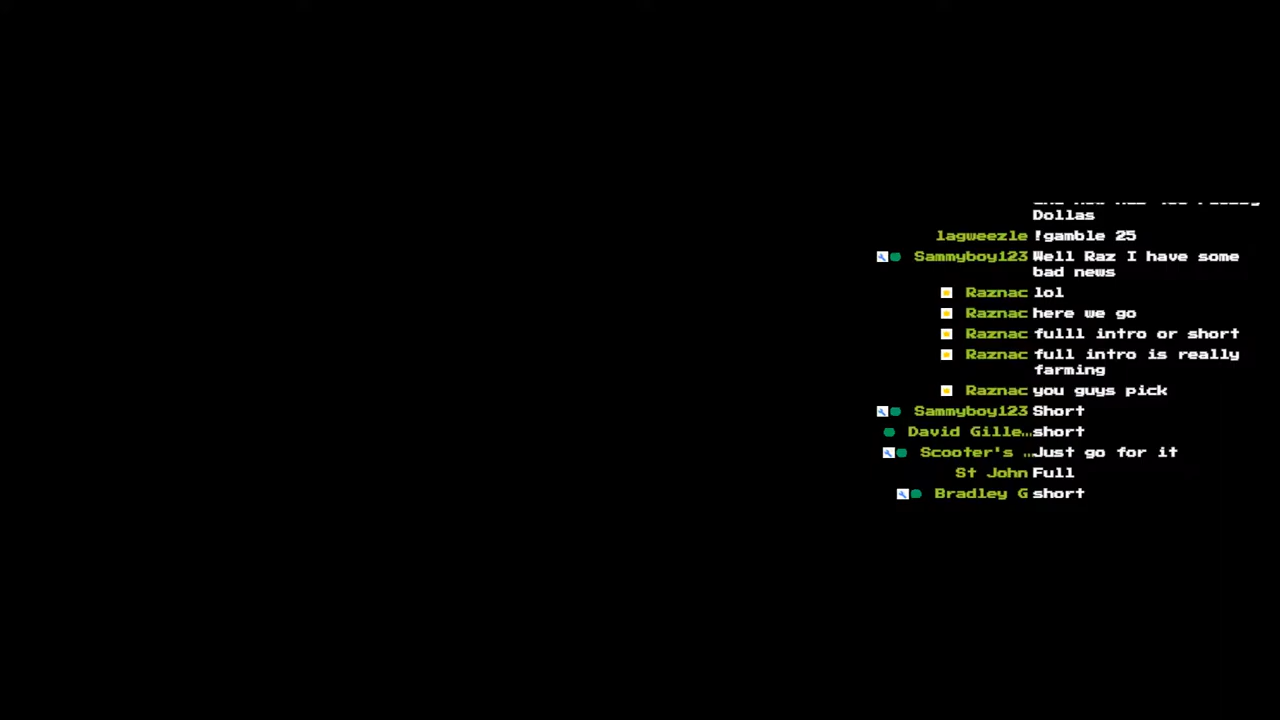 Dollas
lagweezle !gamble 25
Sammyboy123 Well Raz I have some
bad news
Raznac lol
Raznac here we go
Raznac fulll intro or short
Raznac full intro is really
farming
Raznac you guys pick
Sammyboy123 Short
David Gille… short
Scooter's … Just go for it
St John Full
Bradley G short